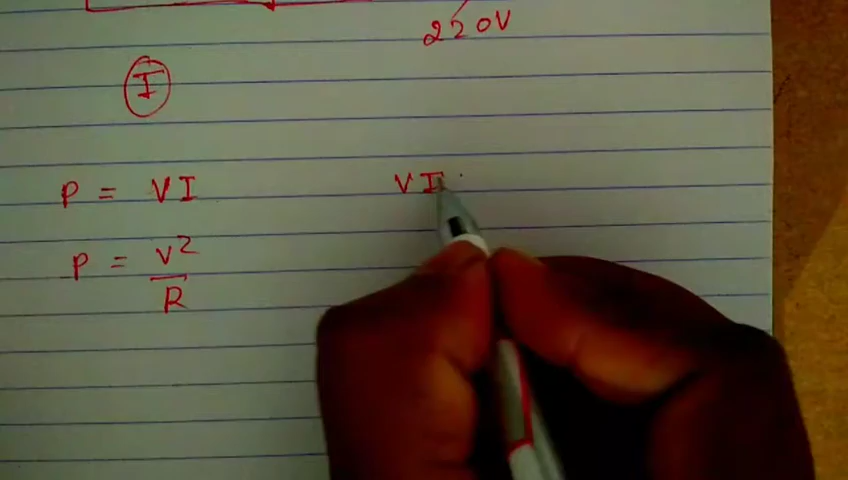 220V
I
P = VI VI
P = V²
R